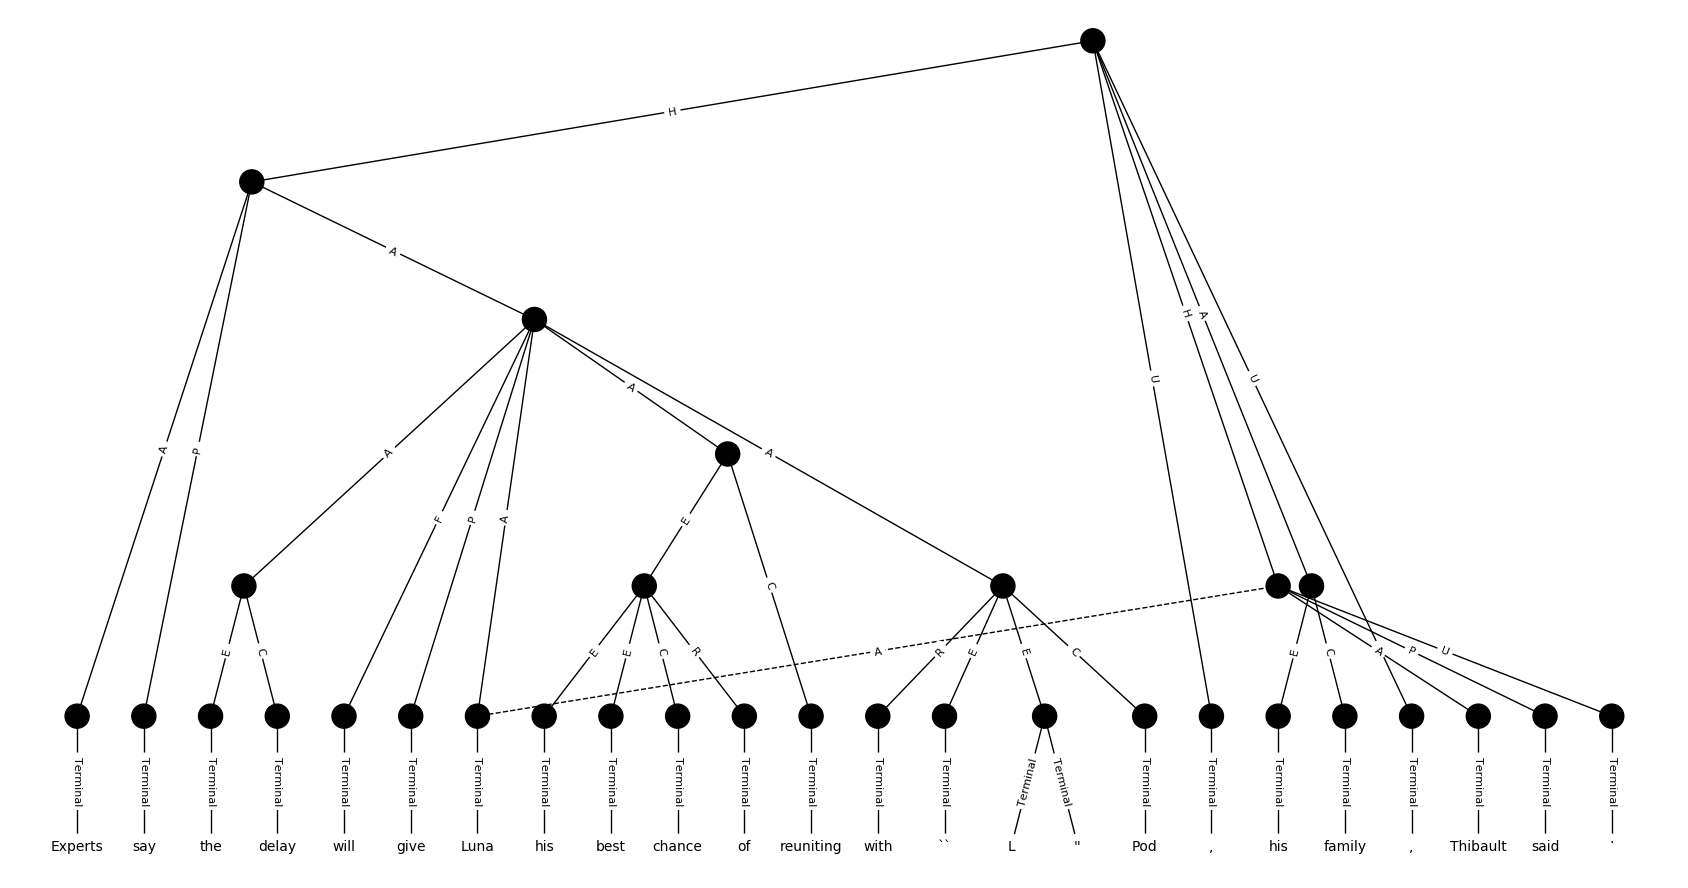 H
A
H
A
A
P
U
U
A
F
P
A
A
A
E
C
E
C
E
E
C
R
A
R
E
E
C
E
C
A
P
U
Terminal Terminal Terminal Terminal Terminal Terminal Terminal Terminal Terminal Terminal Terminal Terminal Terminal Terminal Terminal Terminal Terminal Terminal Terminal Terminal Terminal Terminal Terminal Terminal
Experts say the delay will give Luna his best chance of reuniting with `` L " Pod , his family , Thibault said .